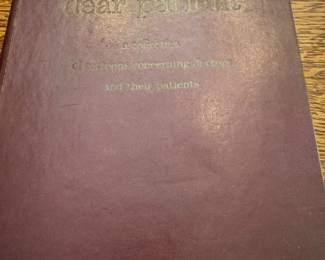 dear patient
a collection
of cartoons concerning doctors
and their patients